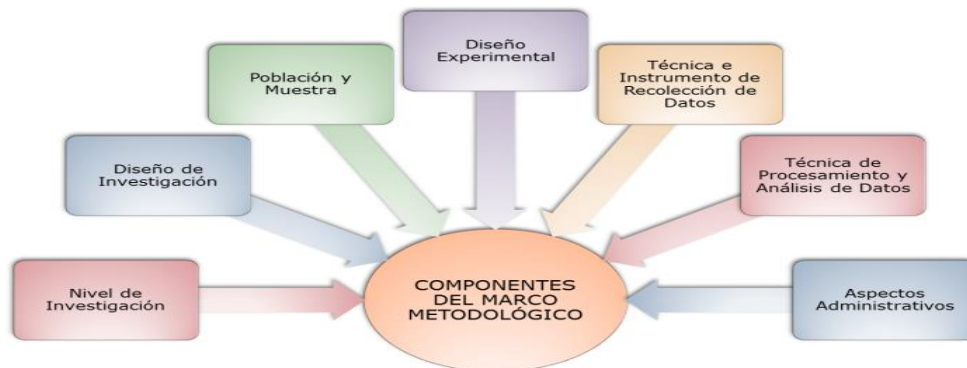 Diseño
Experimental
Población y
Muestra
Técnica e
Instrumento de
Recolección de
Datos
Diseño de
Investigación
Técnica de
Procesamiento y
Análisis de Datos
Nivel de
Investigación
COMPONENTES
DEL MARCO
METODOLÓGICO
Aspectos
Administrativos